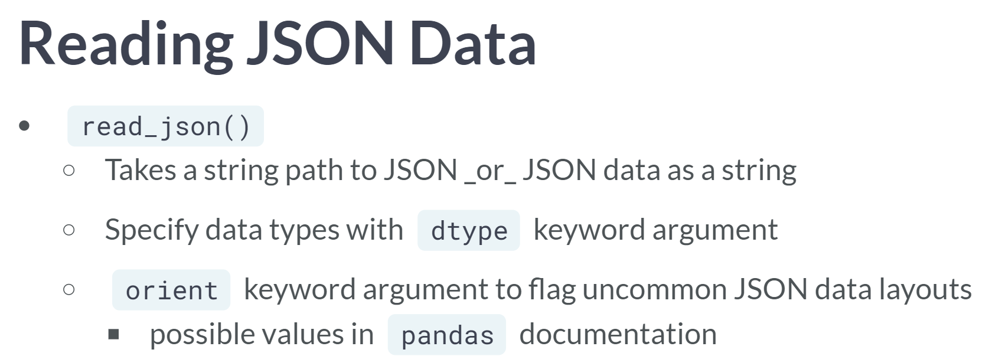 Reading JSON Data
• read_json()
○ Takes a string path to JSON _or_ JSON data as a string
○ Specify data types with dtype keyword argument
○ orient keyword argument to flag uncommon JSON data layouts
■ possible values in pandas documentation